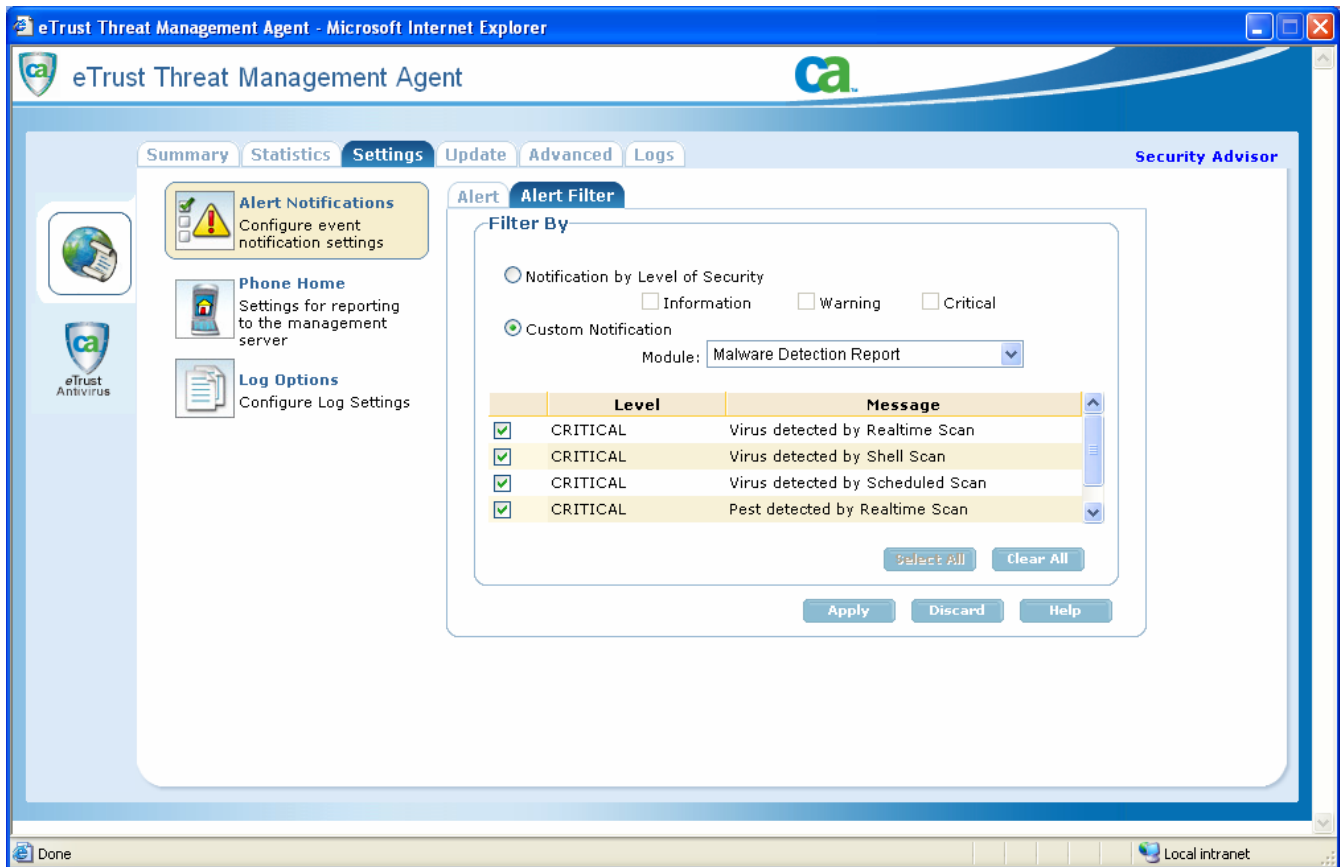 eTrust Threat Management Agent - Microsoft Internet Explorer
ca
eTrust Threat Management Agent
ca
Summary
Statistics
Settings
Update
Advanced
Logs
Security Advisor
Alert Notifications
Configure event
notification settings
Phone Home
Settings for reporting
to the management
server
Log Options
Configure Log Settings
ca
eTrust
Antivirus
Alert
Alert Filter
Filter By
Notification by Level of Security
Information
Warning
Critical
Custom Notification
Module: Malware Detection Report
Level Message
CRITICAL Virus detected by Realtime Scan
CRITICAL Virus detected by Shell Scan
CRITICAL Virus detected by Scheduled Scan
CRITICAL Pest detected by Realtime Scan
Select All
Clear All
Apply
Discard
Help
Done
Local intranet